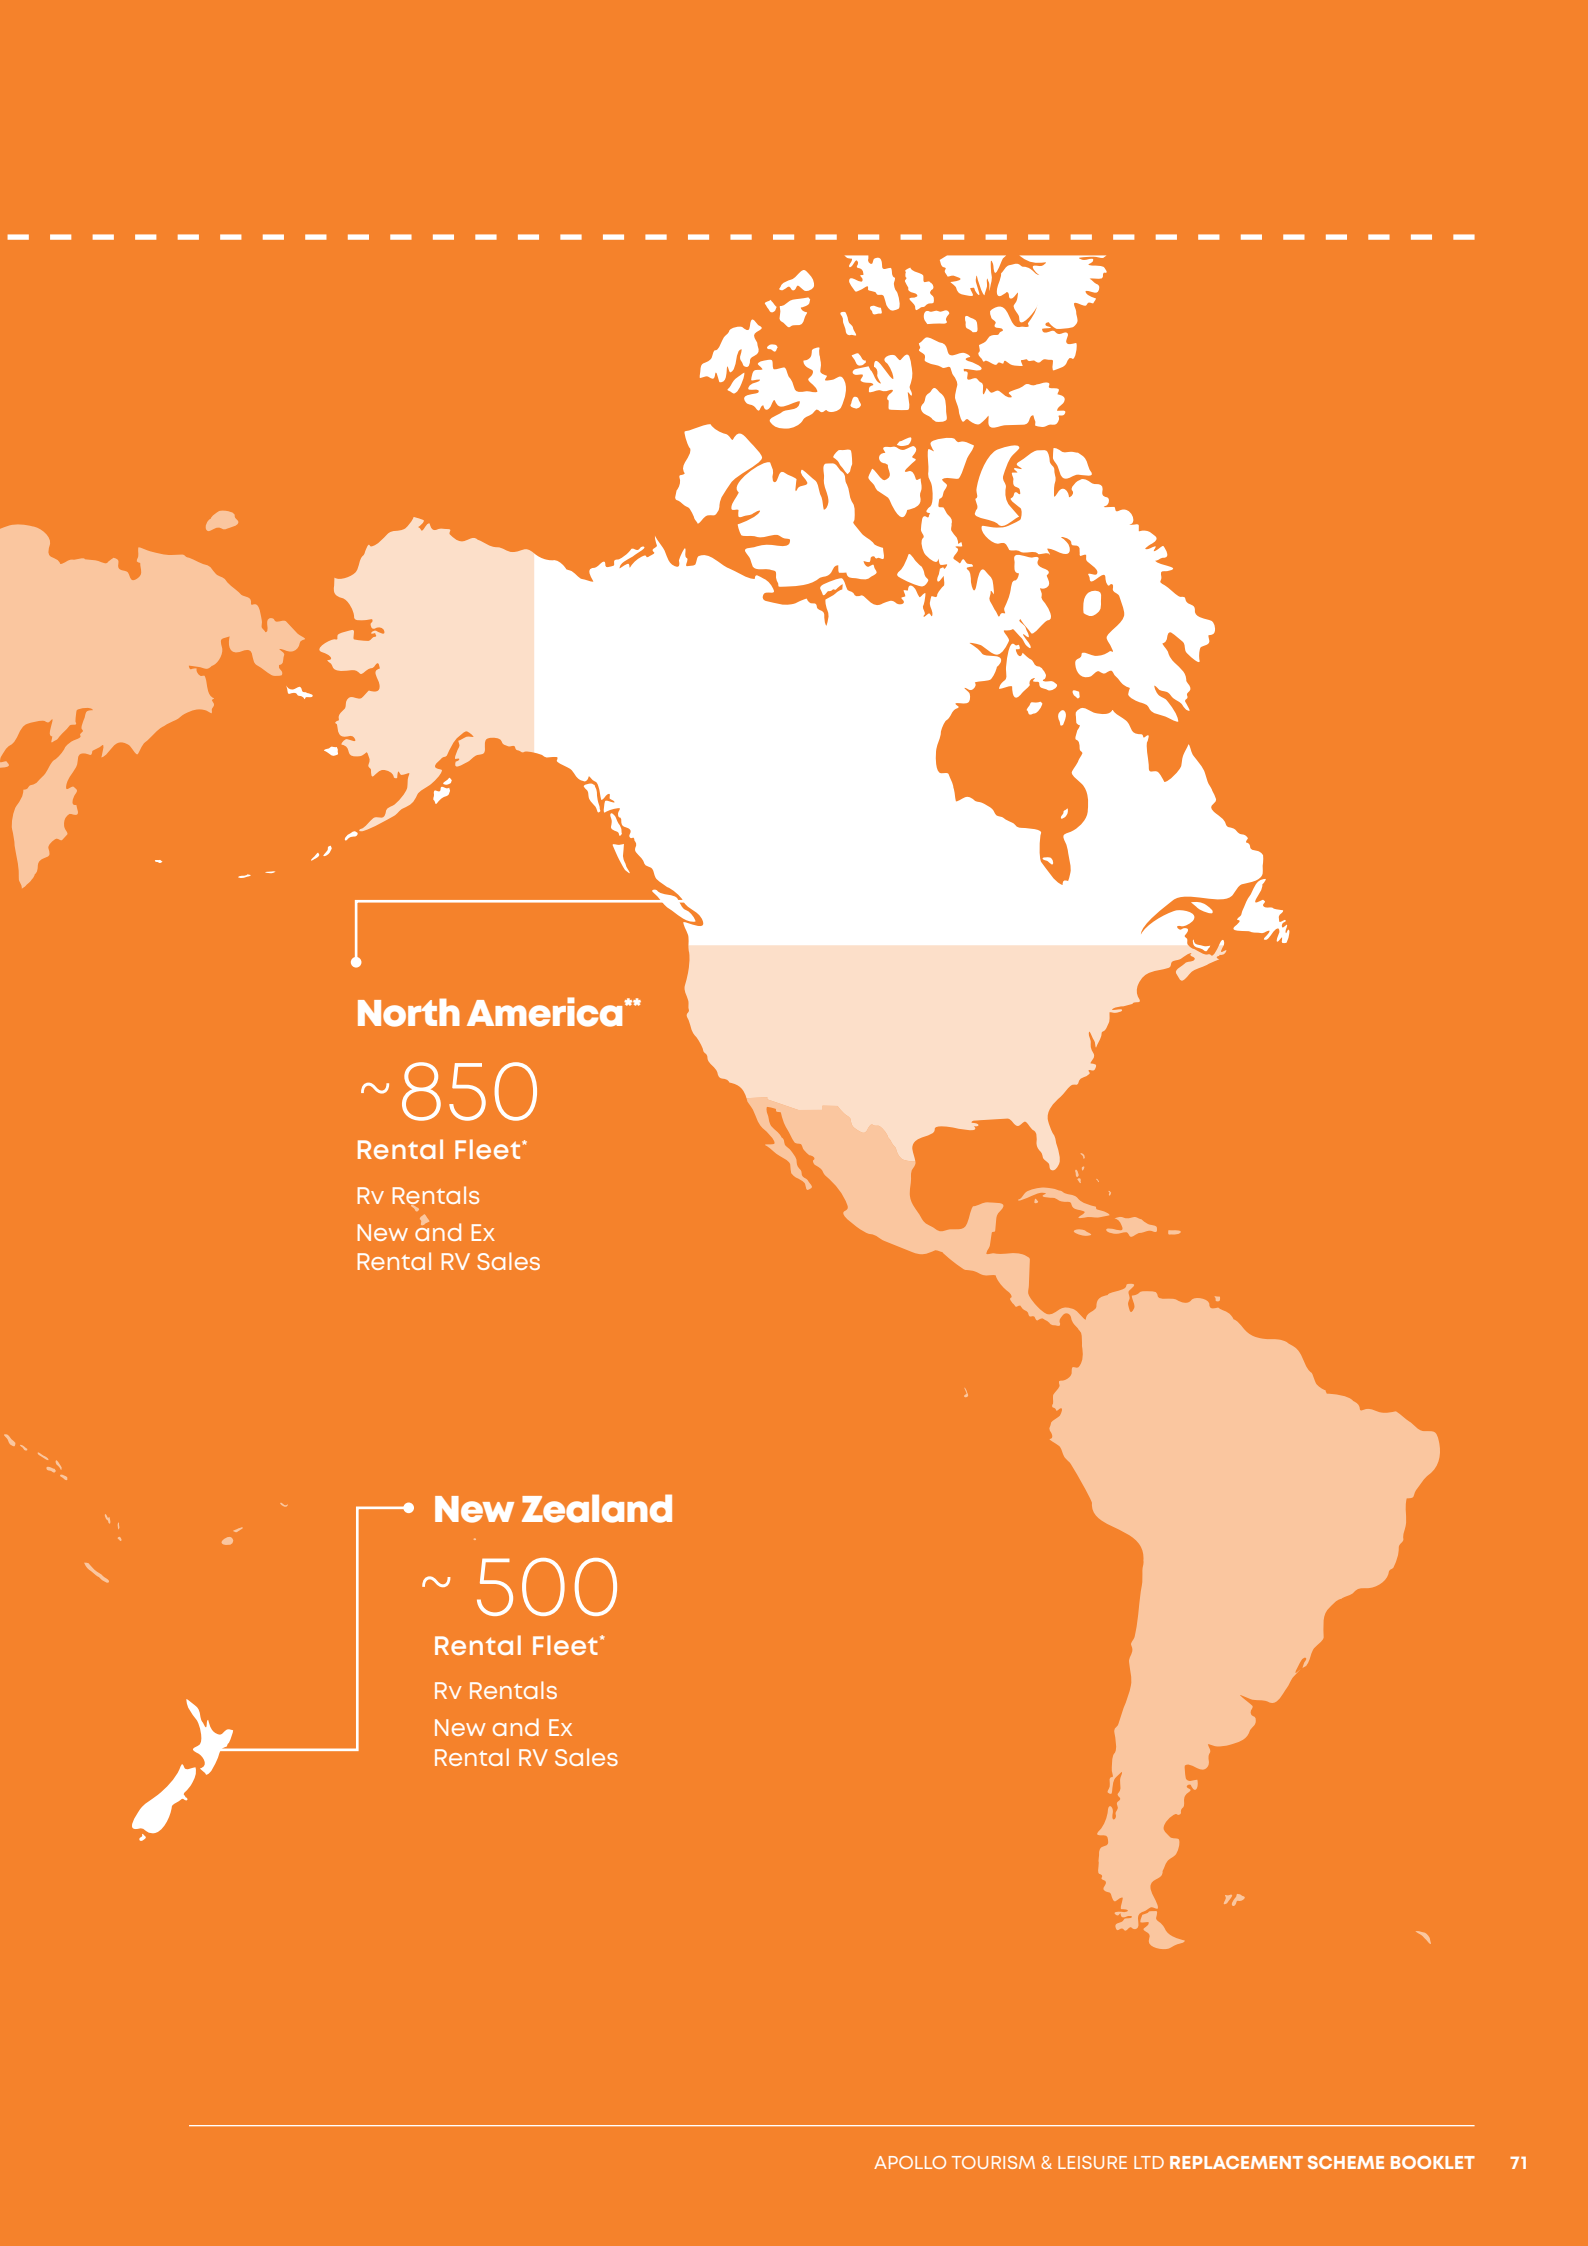 North America**
~850
Rental Fleet*
Rv Rentals
New and Ex
Rental RV Sales
New Zealand
~ 500
Rental Fleet*
Rv Rentals
New and Ex
Rental RV Sales
APOLLO TOURISM & LEISURE LTD REPLACEMENT SCHEME BOOKLET 71